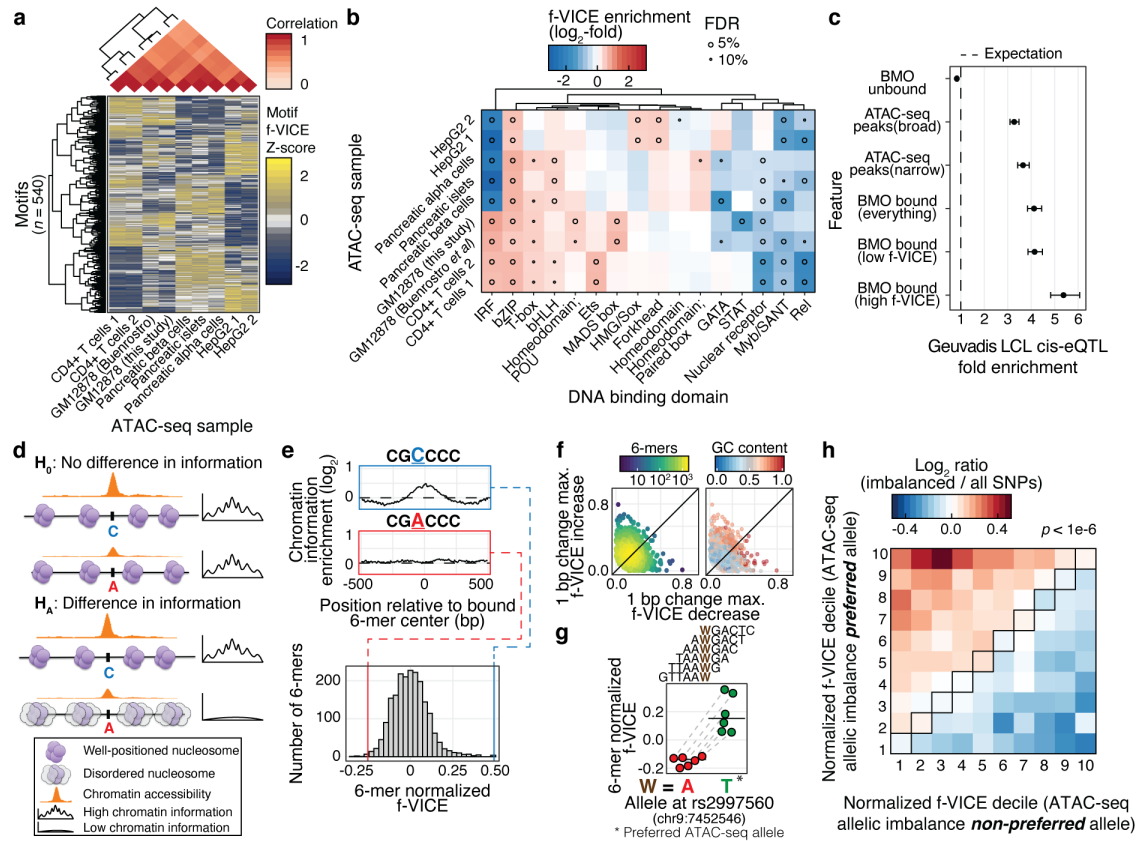 a
Correlation
1
0
Motifs
(n = 540)
Motif
f-VICE
Z-score
2
0
-2
CD4+ T cells 1
CD4+ T cells 2
GM12878 (Buenrostro)
GM12878 (this study)
Pancreatic beta cells
Pancreatic islets
Pancreatic alpha cells
HepG2 1
HepG2 2
ATAC-seq sample
b
f-VICE enrichment
(log2-fold)
-2 0 2
FDR
5%
10%
ATAC-seq sample
HepG2 2
HepG2 1
Pancreatic alpha cells
Pancreatic islets
Pancreatic beta cells
GM12878 (this study)
GM12878 (Buenrostro et al)
CD4+ T cells 2
CD4+ T cells 1
IRF
bZIP
T-box
bHLH
Homeodomain;
POU
Ets
MADS box
HMG/Sox
Forkhead
Homeodomain
Homeodomain;
Paired box
GATA
STAT
Nuclear receptor
Myb/SANT
Rel
DNA binding domain
c
Expectation
Feature
BMO
unbound
ATAC-seq
peaks(broad)
ATAC-seq
peaks(narrow)
BMO bound
(everything)
BMO bound
(low f-VICE)
BMO bound
(high f-VICE)
1 2 3 4 5 6
Geuvadis LCL cis-eQTL
fold enrichment
d
H0: No difference in information
C
A
HA: Difference in information
C
A
Well-positioned nucleosome
Disordered nucleosome
Chromatin accessibility
High chromatin information
Low chromatin information
e
Chromatin
information
enrichment (log2)
CGCCCC
1
0
CGACCC
1
0
-500 0 500
Position relative to bound
6-mer center (bp)
Number of 6-mers
200
100
0
-0.25 0 0.25 0.50
6-mer normalized
f-VICE
f
6-mers
10 10² 10³
GC content
0.0 0.5 1.0
1 bp change max.
f-VICE increase
0.8
0.0
0.0 0.8
0.0 0.8
1 bp change max.
f-VICE decrease
g
WGACTC
AWGACT
AAWGAC
TAAWGA
TTAAWG
GTTAAW
6-mer normalized
f-VICE
0.2
0.0
-0.2
W = A T *
Allele at rs2997560
(chr9:7452546)
* Preferred ATAC-seq allele
h
Log2 ratio
(imbalanced / all SNPs)
-0.4 0.0 0.4
p < 1e-6
Normalized f-VICE decile (ATAC-seq
allelic imbalance preferred allele)
10
9
8
7
6
5
4
3
2
1
1 2 3 4 5 6 7 8 9 10
Normalized f-VICE decile (ATAC-seq
allelic imbalance non-preferred allele)